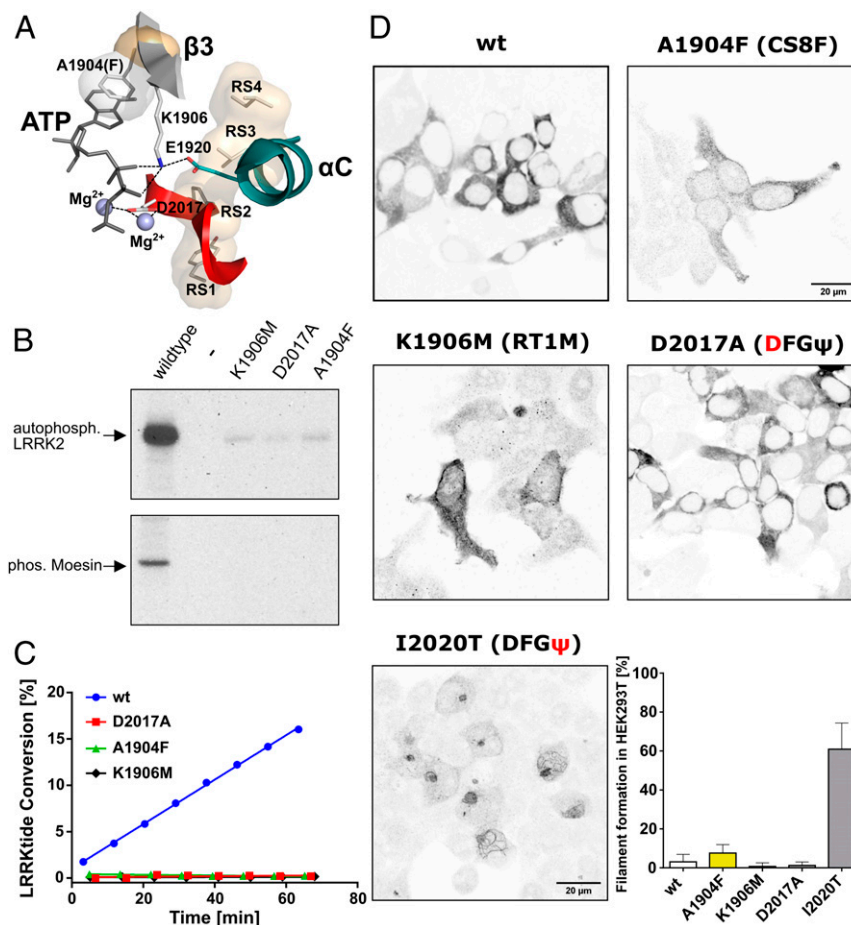 A
β3
A1904(F)
ATP
K1906
E1920
RS4
RS3
αC
Mg2+
D2017
RS2
Mg2+
RS1
B
wildtype
-
K1906M
D2017A
A1904F
autophosph.
LRRK2
phos. Moesin
C
LRRKtide Conversion [%]
20
15
10
5
0
wt
D2017A
A1904F
K1906M
0
20
40
60
80
Time [min]
D
wt
A1904F (CS8F)
20 µm
K1906M (RT1M)
D2017A (DFGψ)
I2020T (DFGψ)
20 µm
Filament formation in HEK293T [%]
100
80
60
40
20
0
wt
A1904F
K1906M
D2017A
I2020T